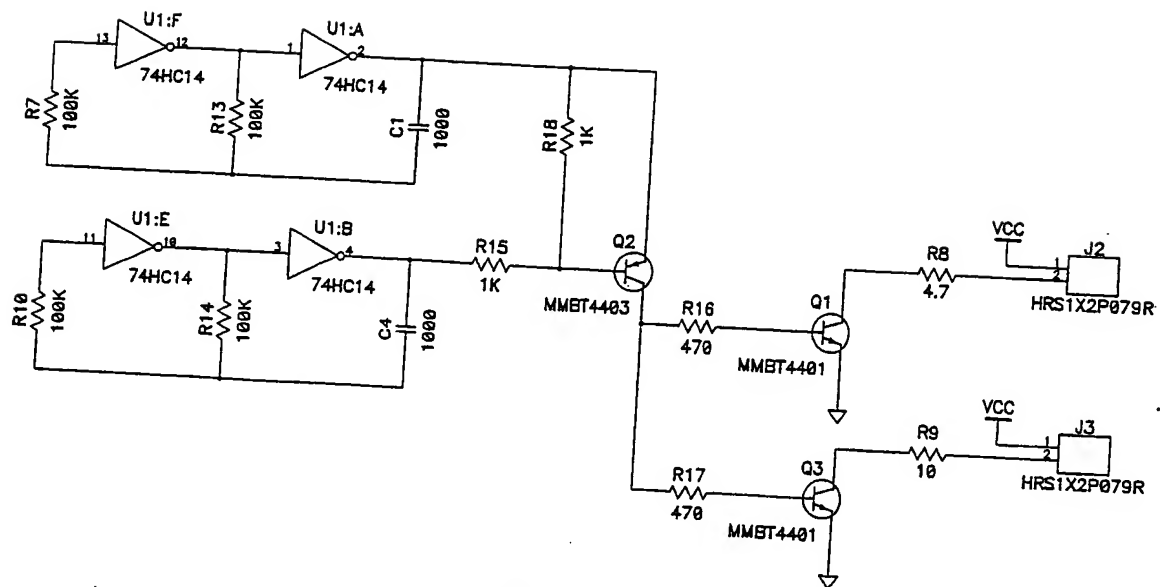 U1:F
13
12
74HC14
U1:A
1
2
74HC14
R7
100K
R13
100K
C1
1000
R18
1K
U1:E
11
10
74HC14
U1:B
3
4
74HC14
R10
100K
R14
100K
C4
1000
R15
1K
Q2
MMBT4403
R16
470
Q1
MMBT4401
R8
4.7
VCC
J2
1
2
HRS1X2P079R
R17
470
Q3
MMBT4401
R9
10
VCC
J3
1
2
HRS1X2P079R